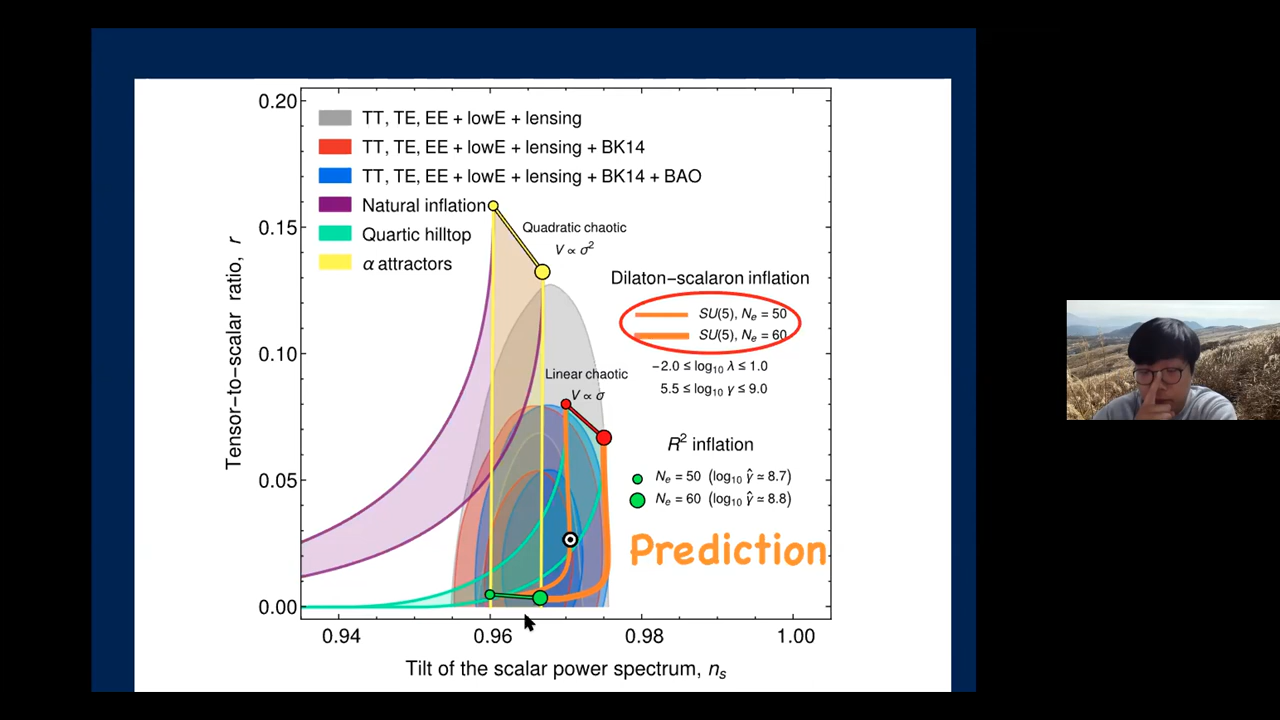 0.20
0.15
0.10
0.05
0.00
Tensor-to-scalar ratio, r
TT, TE, EE + lowE + lensing
TT, TE, EE + lowE + lensing + BK14
TT, TE, EE + lowE + lensing + BK14 + BAO
Natural inflation
Quartic hilltop
α attractors
Quadratic chaotic
V ∝ σ²
Dilaton−scalaron inflation
SU(5), Nₑ = 50
SU(5), Nₑ = 60
−2.0 ≤ log₁₀ λ ≤ 1.0
5.5 ≤ log₁₀ γ ≤ 9.0
Linear chaotic
V ∝ σ
R² inflation
Nₑ = 50 (log₁₀ γ̂ ≃ 8.7)
Nₑ = 60 (log₁₀ γ̂ ≃ 8.8)
Prediction
0.94 0.96 0.98 1.00
Tilt of the scalar power spectrum, nₛ